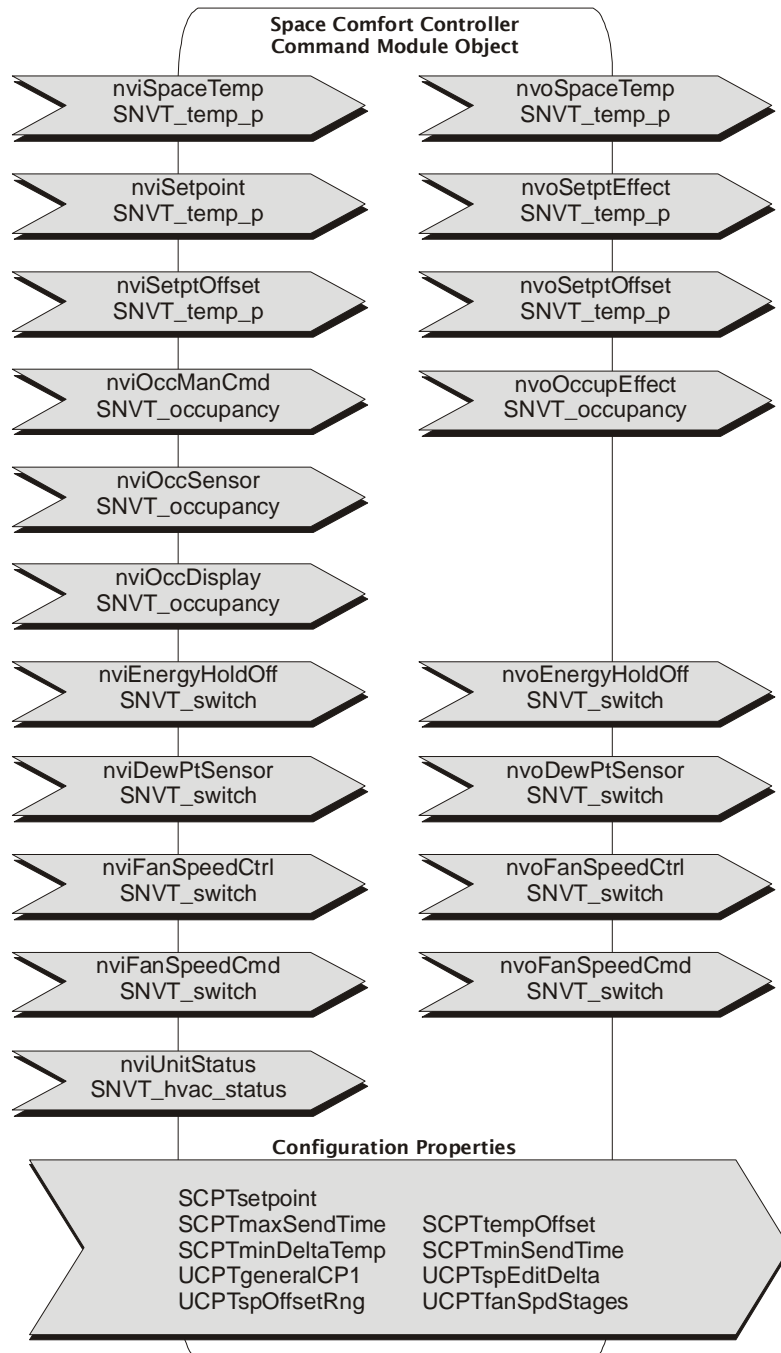 Space Comfort Controller
Command Module Object
nviSpaceTemp
SNVT_temp_p
nvoSpaceTemp
SNVT_temp_p
nviSetpoint
SNVT_temp_p
nvoSetptEffect
SNVT_temp_p
nviSetptOffset
SNVT_temp_p
nvoSetptOffset
SNVT_temp_p
nviOccManCmd
SNVT_occupancy
nvoOccupEffect
SNVT_occupancy
nviOccSensor
SNVT_occupancy
nviOccDisplay
SNVT_occupancy
nviEnergyHoldOff
SNVT_switch
nvoEnergyHoldOff
SNVT_switch
nviDewPtSensor
SNVT_switch
nvoDewPtSensor
SNVT_switch
nviFanSpeedCtrl
SNVT_switch
nvoFanSpeedCtrl
SNVT_switch
nviFanSpeedCmd
SNVT_switch
nvoFanSpeedCmd
SNVT_switch
nviUnitStatus
SNVT_hvac_status
Configuration Properties
SCPTsetpoint
SCPTmaxSendTime SCPTtempOffset
SCPTminDeltaTemp SCPTminSendTime
UCPTgeneralCP1 UCPTspEditDelta
UCPTspOffsetRng UCPTfanSpdStages